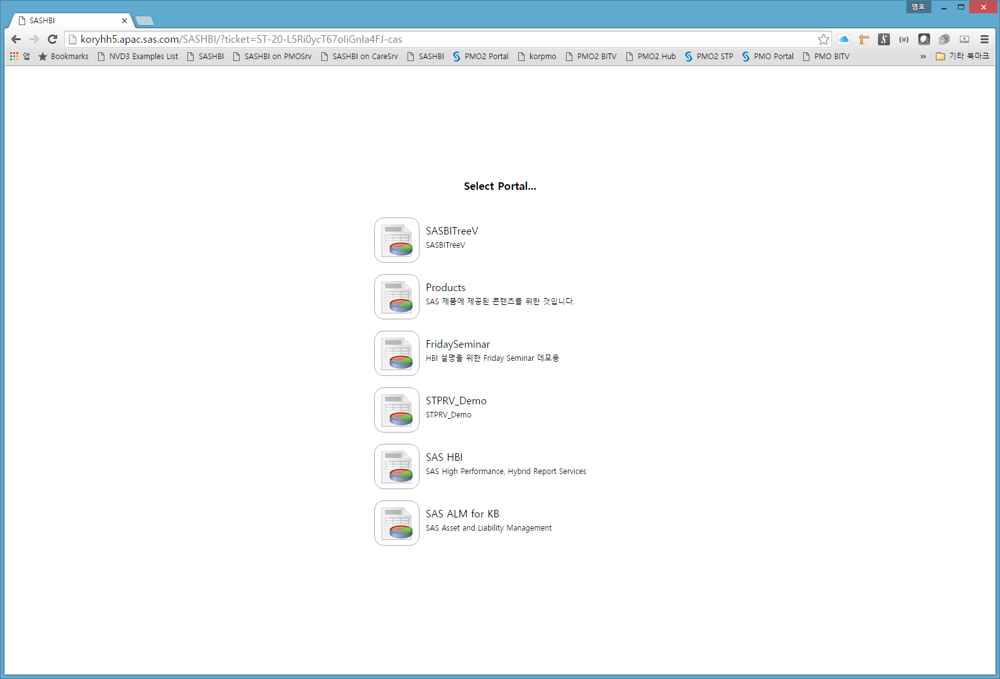 영호
SASHBI
koryhh5.apac.sas.com/SASHBI/?ticket=ST-20-L5Ri0ycT67oIiGnIa4FJ-cas
앱 Bookmarks NVD3 Examples List SASHBI SASHBI on PMOSrv SASHBI on CareSrv SASHBI PMO2 Portal korpmo PMO2 BITV PMO2 Hub PMO2 STP PMO Portal PMO BITV » 기타 북마크
Select Portal...
SASBITreeV
SASBITreeV
Products
SAS 제품에 제공된 콘텐츠를 위한 것입니다.
FridaySeminar
HBI 설명을 위한 Friday Seminar 데모용
STPRV_Demo
STPRV_Demo
SAS HBI
SAS High Performance, Hybrid Report Services
SAS ALM for KB
SAS Asset and Liability Management